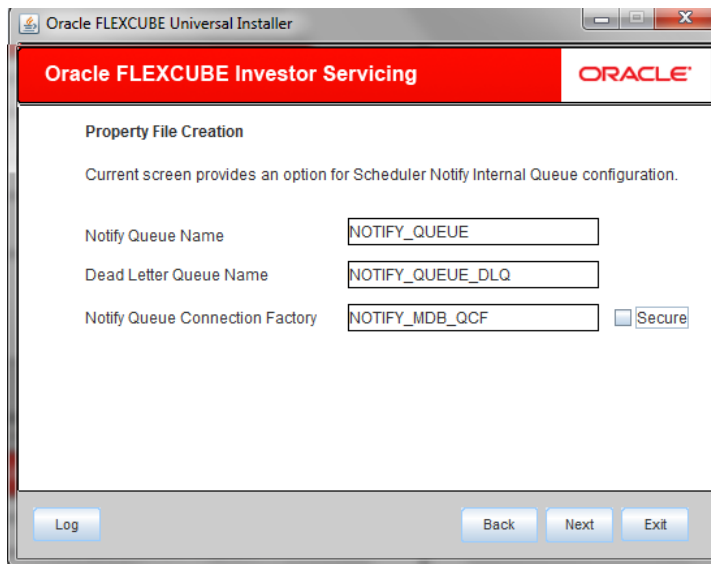 Oracle FLEXCUBE Universal Installer
Oracle FLEXCUBE Investor Servicing
ORACLE
Property File Creation
Current screen provides an option for Scheduler Notify Internal Queue configuration.
Notify Queue Name NOTIFY_QUEUE
Dead Letter Queue Name NOTIFY_QUEUE_DLQ
Notify Queue Connection Factory NOTIFY_MDB_QCF Secure
Log Back Next Exit